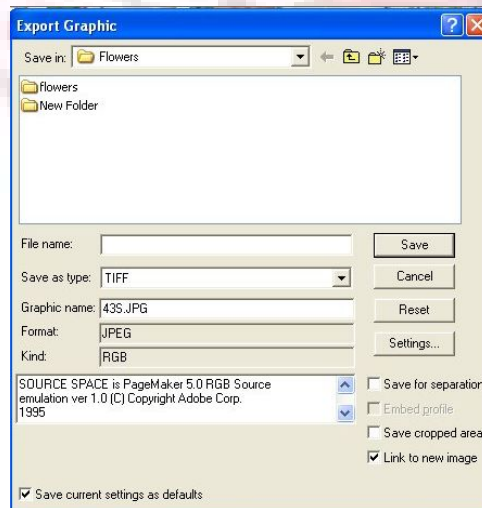 Export Graphic
Save in: Flowers
flowers
New Folder
File name:
Save
Save as type: TIFF
Cancel
Graphic name: 43S.JPG
Reset
Format: JPEG
Kind: RGB
Settings...
SOURCE SPACE is PageMaker 5.0 RGB Source
emulation ver 1.0 (C) Copyright Adobe Corp.
1995
Save for separation
Embed profile
Save cropped area
Link to new image
Save current settings as defaults